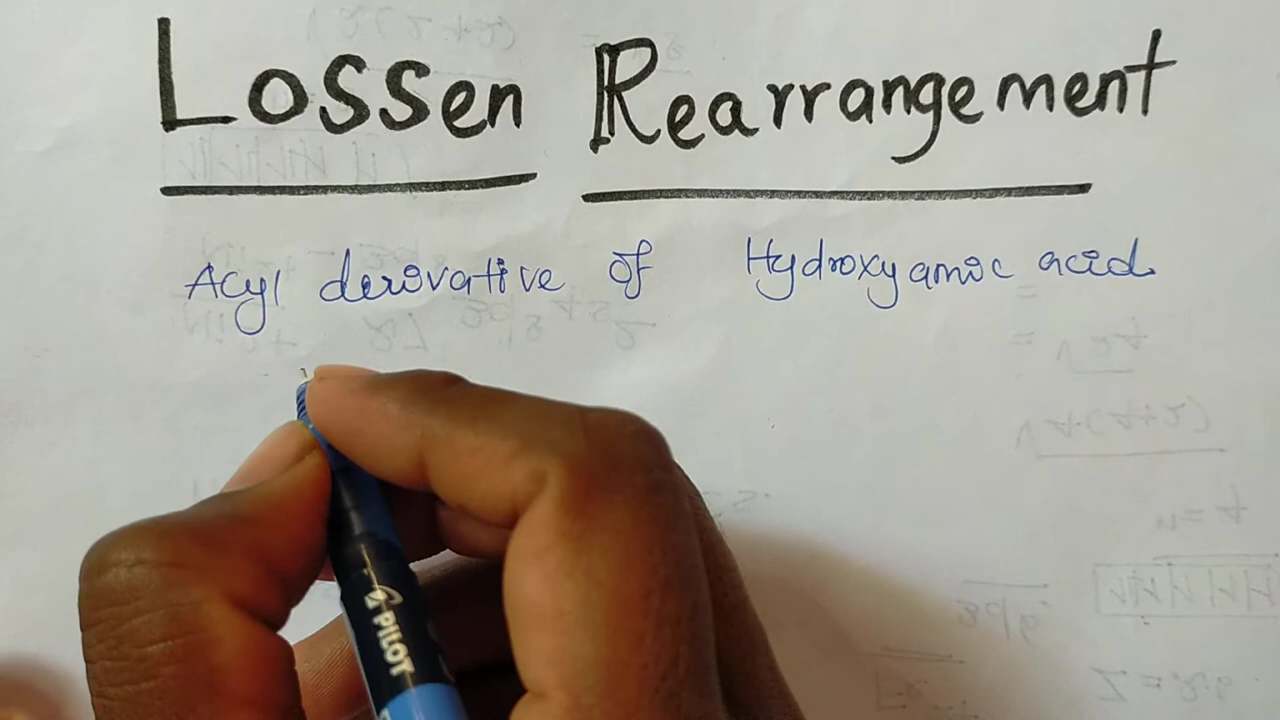 Lossen Rearrangement
Acyl derivative of Hydroxyamic acid
PILOT